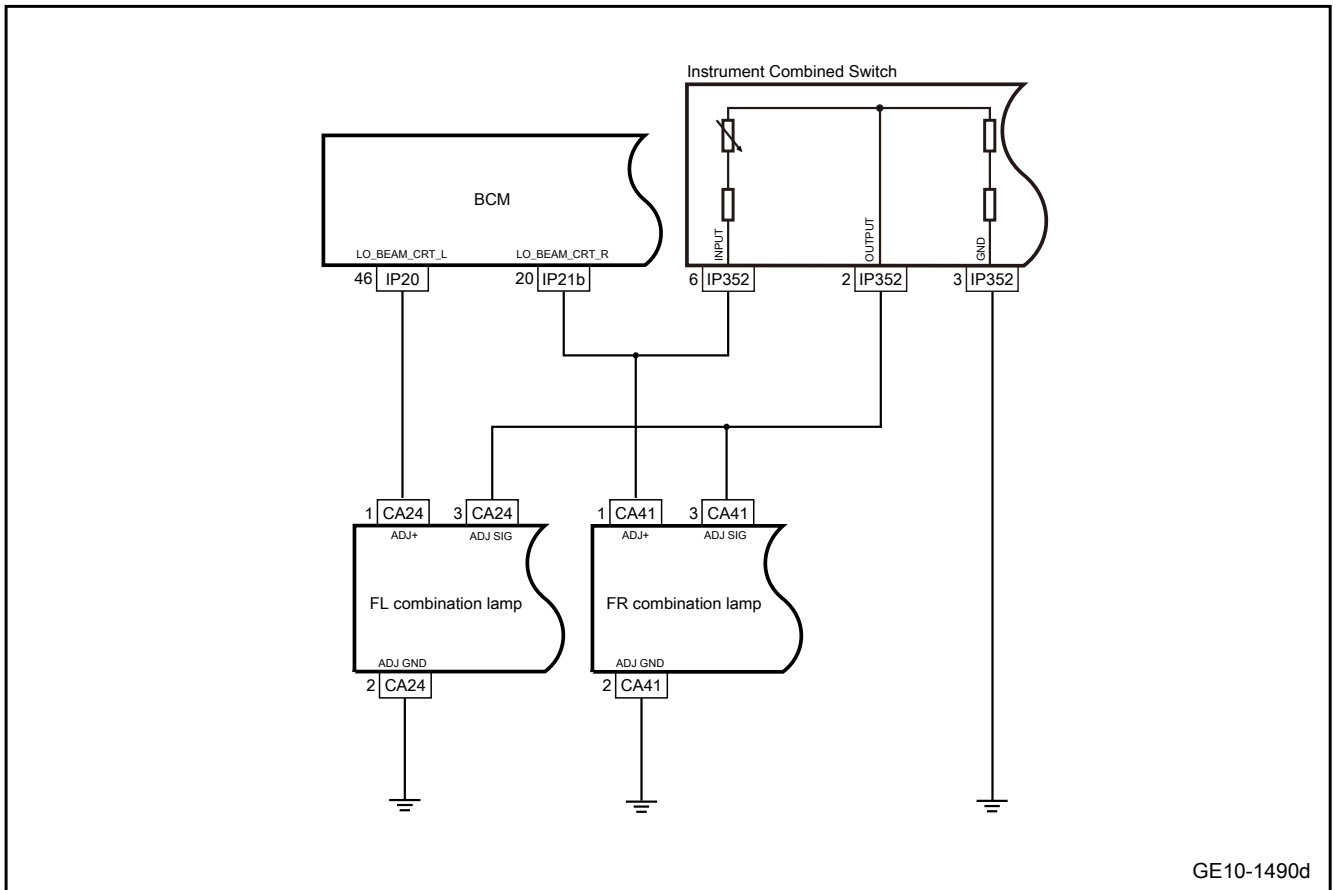 Instrument Combined Switch
BCM
LO_BEAM_CRT_L
LO_BEAM_CRT_R
INPUT
OUTPUT
GND
46 IP20
20 IP21b
6 IP352
2 IP352
3 IP352
1 CA24
3 CA24
1 CA41
3 CA41
ADJ+
ADJ SIG
ADJ+
ADJ SIG
FL combination lamp
FR combination lamp
ADJ GND
ADJ GND
2 CA24
2 CA41
GE10-1490d